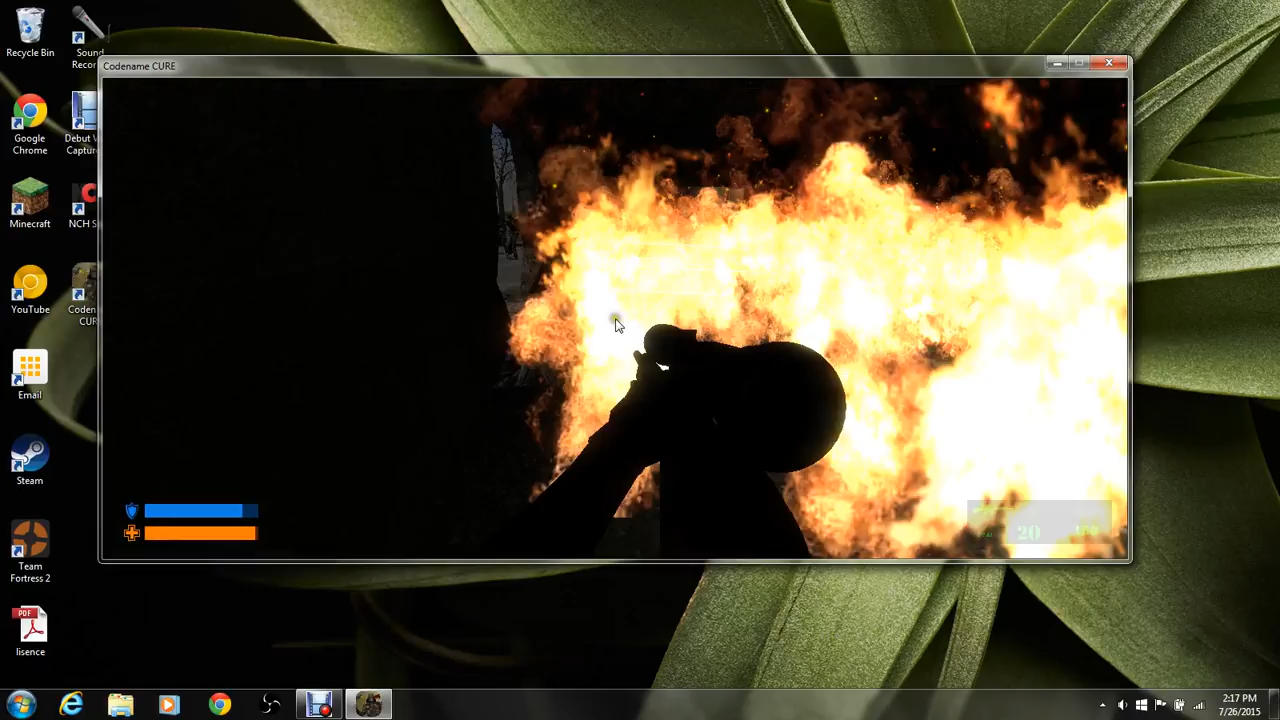 Recycle Bin
Sound
Recor...
Codename CURE
Google
Chrome
Debut V
Captur
Minecraft
NCH S
YouTube
Coden
CUR
Email
Steam
Team
Fortress 2
PDF
lisence
20
2:17 PM
7/26/2015